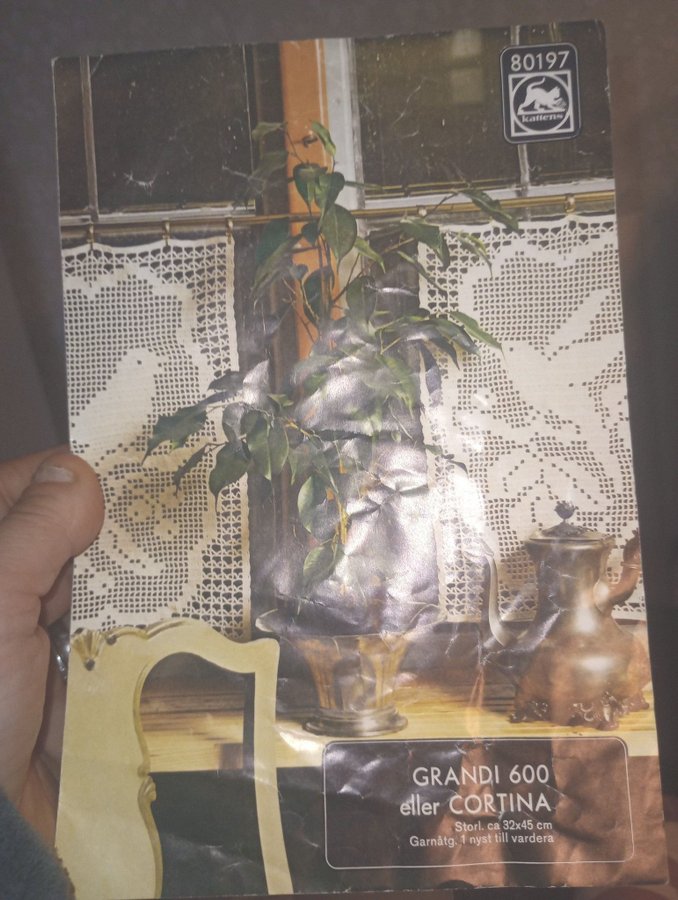 80197
kattens
GRANDI 600
eller CORTINA
Storl. ca 32x45 cm
Garnåtg. 1 nyst till vardera